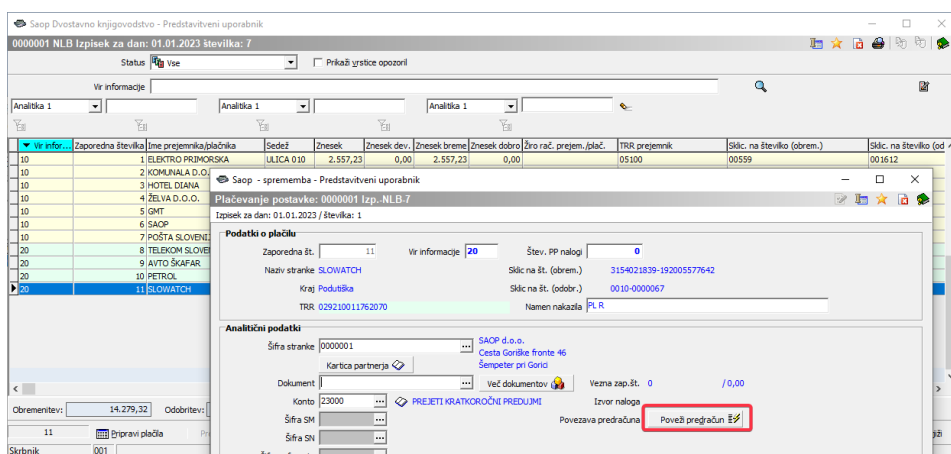 Saop Dvostavno knjigovodstvo - Predstavitveni uporabnik
0000001 NLB Izpisek za dan: 01.01.2023 številka: 7
Status Vse Prikaži vrstice opozoril
Vir informacije
Analitika 1 Analitika 1 Analitika 1
Vir infor... Zaporedna številka Ime prejemnika/plačnika Sedež Znesek Znesek dev. Znesek breme Znesek dobro Žiro rač. prejem./plač. TRR prejemnik Sklic. na številko (obrem.) Sklic. na številko (od
10 1 ELEKTRO PRIMORSKA ULICA 010 2.557,23 0,00 2.557,23 0,00 05100 00559 001612
10 2 KOMUNALA D.O.
10 3 HOTEL DIANA
10 4 ŽELVA D.O.O.
10 5 GMT
10 6 SAOP
10 7 POŠTA SLOVENI
20 8 TELEKOM SLOVE
20 9 AVTO ŠKAFAR
20 10 PETROL
20 11 SLOWATCH
Obremenitev: 14.279,32 Odobritev:
11 Pripravi plačila
Skrbnik 001
Saop - sprememba - Predstavitveni uporabnik
Plačevanje postavke: 0000001 Izp.-NLB-7
Izpisek za dan: 01.01.2023 / številka: 1
Podatki o plačilu
Zaporedna št. 11 Vir informacije 20 Štev. PP nalogi 0
Naziv stranke SLOWATCH Sklic na št. (obrem.) 3154021839-192005577642
Kraj Podutiška Sklic na št. (odobr.) 0010-0000067
TRR 029210011762070 Namen nakazila PL R
Analitični podatki
Šifra stranke 0000001 ... SAOP d.o.o.
Cesta Goriške fronte 46
Kartica partnerja Šempeter pri Gorici
Dokument ... Več dokumentov Vezna zap.št. 0 / 0,00
Konto 23000 ... PREJETI KRATKOROČNI PREDUJMI Izvor naloga
Šifra SM ... Povezava predračuna Poveži predračun
Šifra SN ...